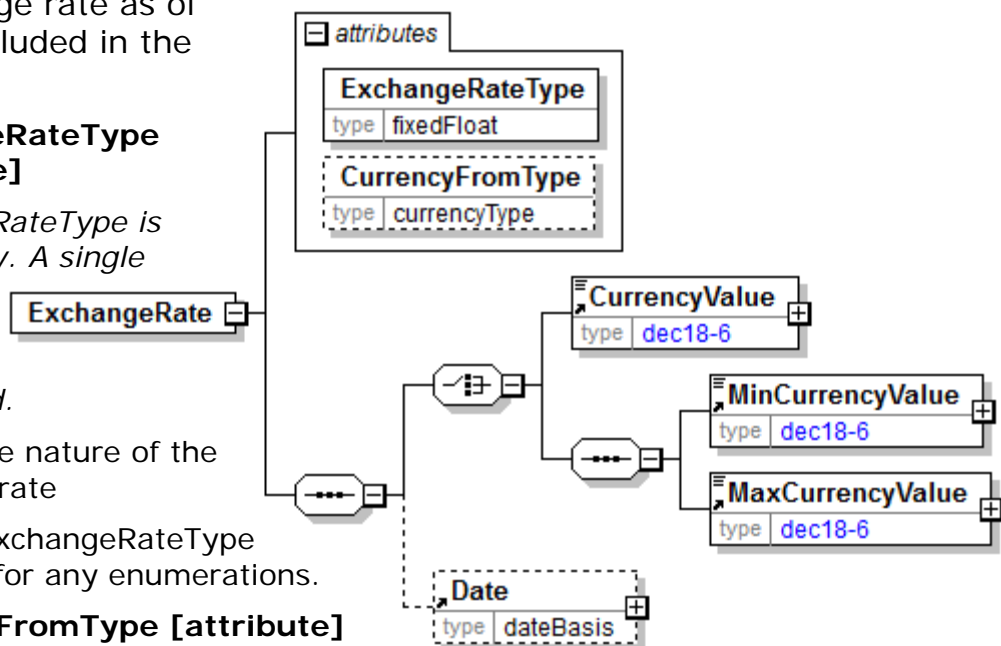 ge rate as of
luded in the
eRateType
e]
RateType is
y. A single
d.
e nature of the
rate
xchangeRateType
for any enumerations.
FromType [attribute]
attributes
ExchangeRateType
type fixedFloat
CurrencyFromType
type currencyType
ExchangeRate
CurrencyValue
type dec18-6
MinCurrencyValue
type dec18-6
MaxCurrencyValue
type dec18-6
Date
type dateBasis